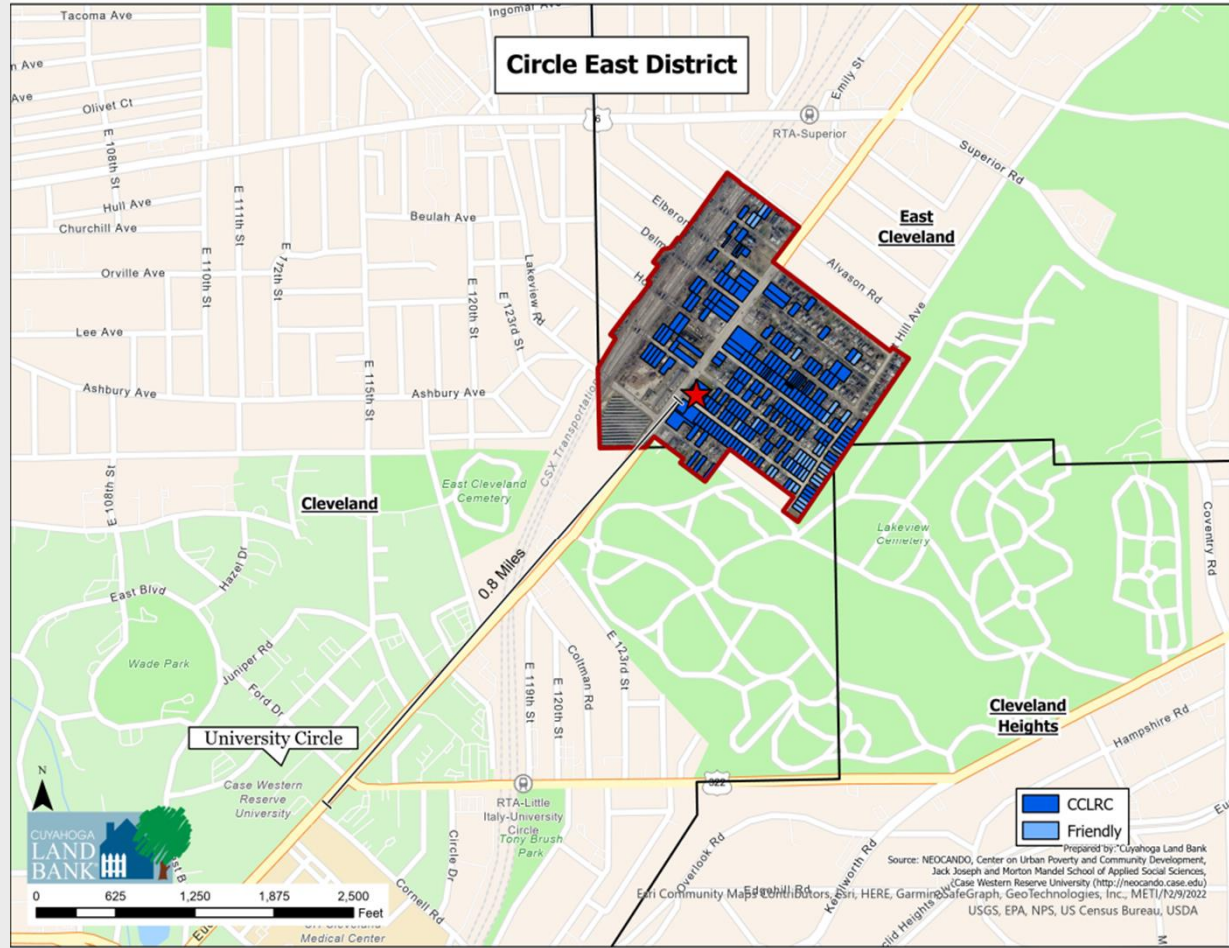 Circle East District
Tacoma Ave
Ave
Ave
Olivet Ct
E 108th St
Hull Ave
Churchill Ave
E 111th St
E 110th St
Orville Ave
Lee Ave
Ashbury Ave
Beulah Ave
E 120th St
E 123rd St
Lakeview Rd
E 115th St
Ashbury Ave
6
RTA-Superior
Emily St
Superior Rd
East
Cleveland
Alvason Rd
Hill Ave
CSX Transportation
Cleveland
East Cleveland
Cemetery
E 108th St
Hazel Dr
East Blvd
Wade Park
Juniper Rd
Ford Dr
0.8 Miles
E 119th St
E 120th St
Coltman Rd
E 123rd St
Lakeview
Cemetery
Coventry Rd
Cleveland
Heights
Hampshire Rd
University Circle
Case Western
Reserve
University
RTA-Little
Italy-University
Circle
Tony Brush
Park
322
Circle Dr
Cornell Rd
Medical Center
Overlook Rd
Edgehill Rd
Kenilworth Rd
N
CUYAHOGA
LAND
BANK
0 625 1,250 1,875 2,500
Feet
CCLRC
Friendly
Prepared by: Cuyahoga Land Bank
Source: NEOCANDO, Center on Urban Poverty and Community Development,
Jack Joseph and Morton Mandel School of Applied Social Sciences,
Case Western Reserve University (http://neocando.case.edu)
Esri Community Maps Contributors, Esri, HERE, Garmin, SafeGraph, GeoTechnologies, Inc, METI/
12/9/2022
USGS, EPA, NPS, US Census Bureau, USDA